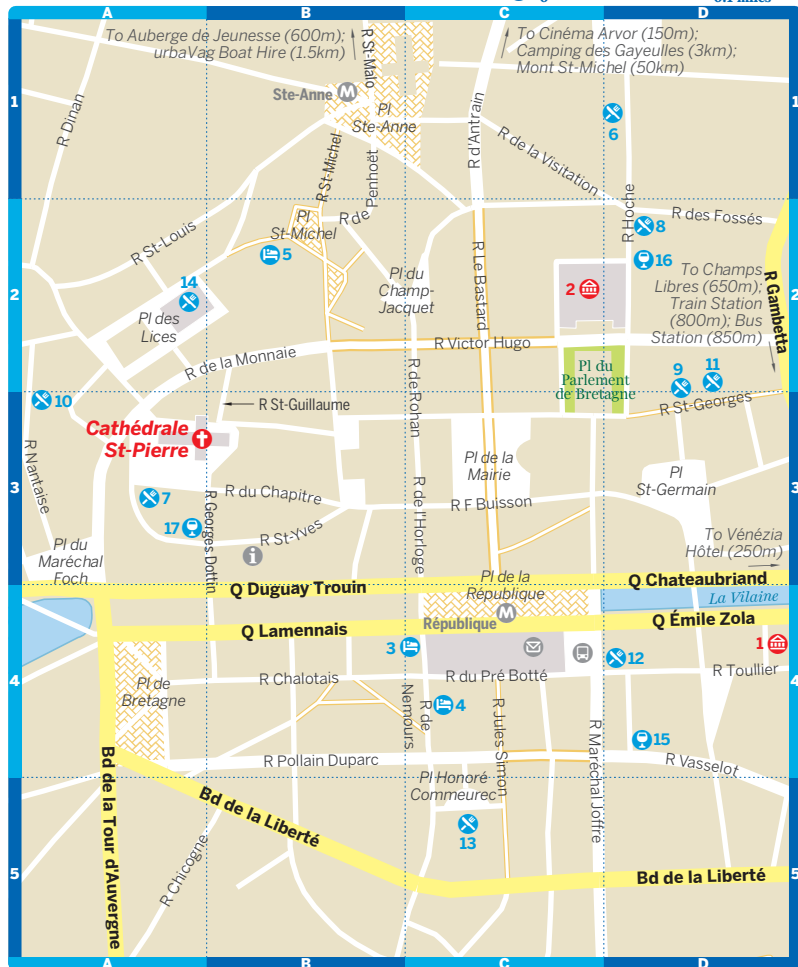 0.1 miles
A
B
C
D
To Auberge de Jeunesse (600m);
urbaVag Boat Hire (1.5km)
R St-Malo
To Cinéma Arvor (150m);
Camping des Gayeulles (3km);
Mont St-Michel (50km)
1
1
R Dinan
Ste-Anne
M
Pl
Ste-Anne
R d'Antrain
6
R de la Visitation
R St-Michel
R de
Penhoët
R Hoche
Pl
St-Michel
R des Fossés
8
R St-Louis
5
16
R Le Bastard
Pl du
Champ-
Jacquet
2
To Champs
Libres (650m);
Train Station
(800m); Bus
Station (850m)
R Gambetta
14
2
2
Pl des
Lices
R de la Monnaie
R Victor Hugo
R de Rohan
Pl du
Parlement
de Bretagne
9
11
10
R St-Guillaume
R St-Georges
Cathédrale
St-Pierre
R Nantaise
Pl de la
Mairie
Pl
St-Germain
3
3
7
R Georges Dottin
R du Chapitre
R de l'Horloge
R F Buisson
17
R St-Yves
i
To Vénézia
Hôtel (250m)
Pl du
Maréchal
Foch
Pl de la
République
Q Duguay Trouin
Q Chateaubriand
La Vilaine
M
République
Q Lamennais
Q Émile Zola
3
12
1
R Chalotais
R du Pré Botté
R Toullier
4
4
Pl de
Bretagne
R de
Nemours
4
R Jules Simon
R Maréchal Joffre
15
R Pollain Duparc
R Vasselot
Bd de la Tour d'Auvergne
Pl Honoré
Commeurec
Bd de la Liberté
13
R Chicogne
5
5
Bd de la Liberté
A
B
C
D